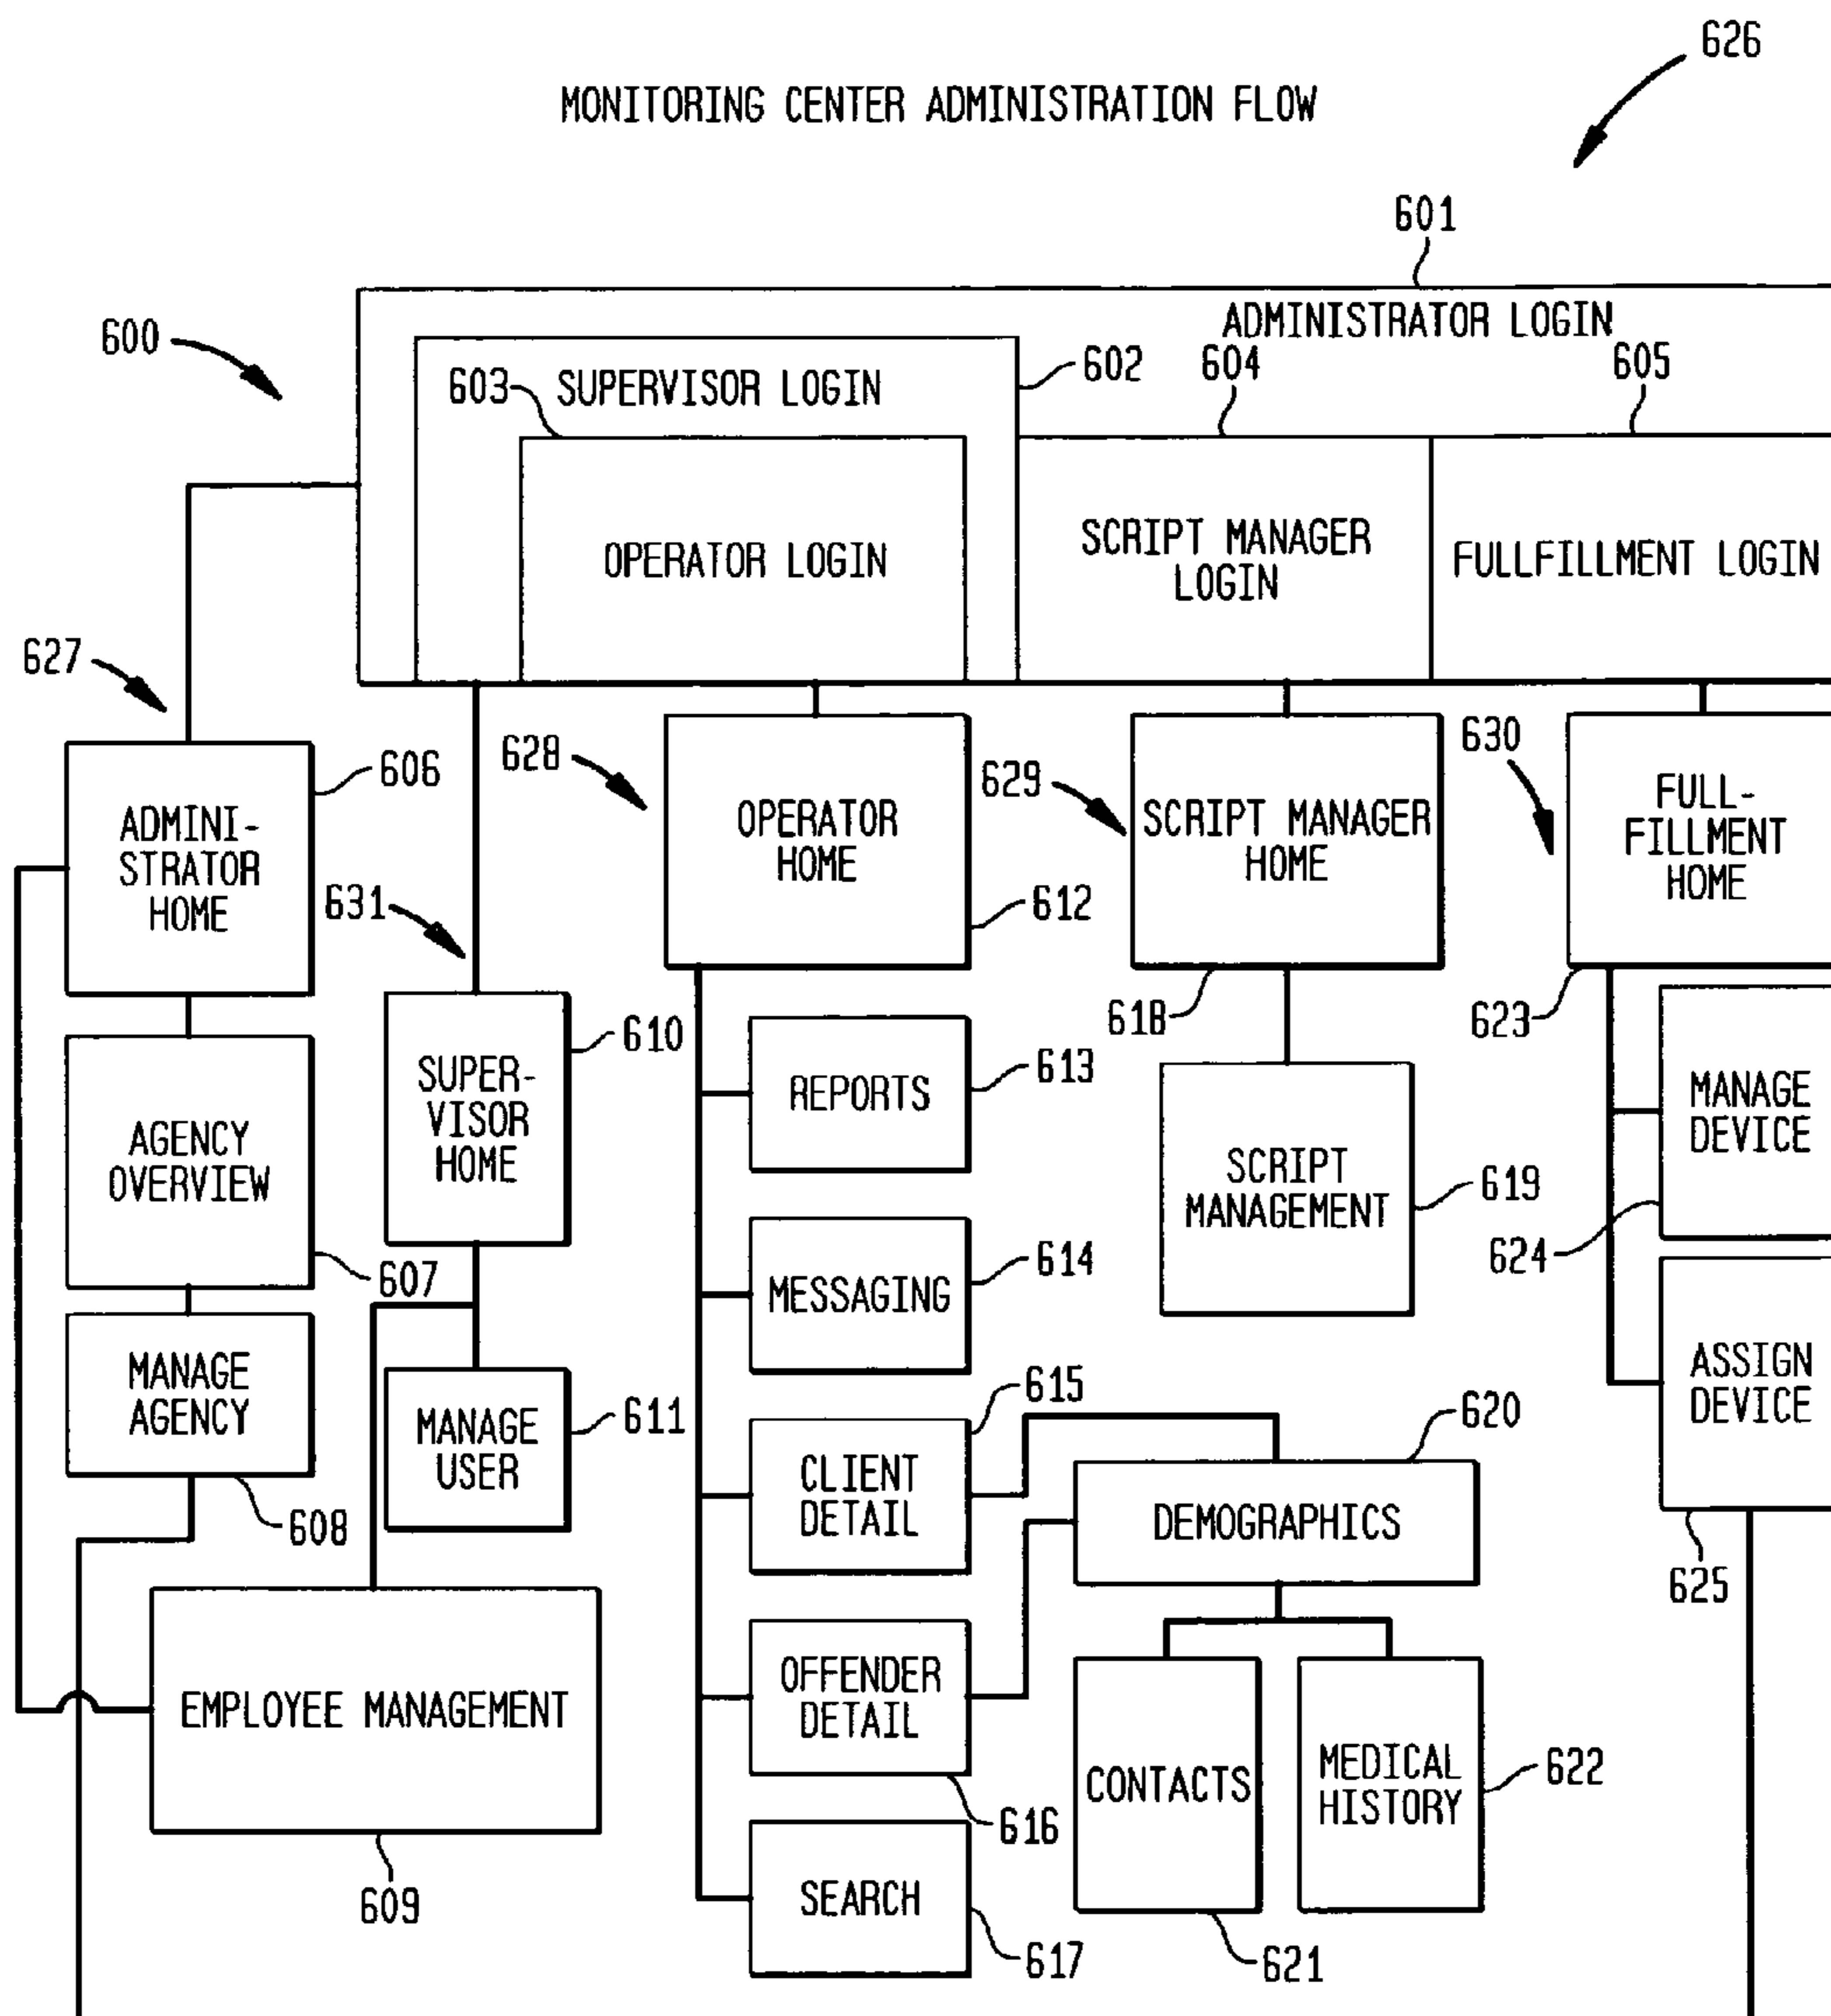 626
MONITORING CENTER ADMINISTRATION FLOW
601
600
ADMINISTRATOR LOGIN
602
604
605
603
SUPERVISOR LOGIN
OPERATOR LOGIN
SCRIPT MANAGER
LOGIN
FULLFILLMENT LOGIN
627
606
628
629
630
ADMINI-
STRATOR
HOME
OPERATOR
HOME
SCRIPT MANAGER
HOME
FULL-
FILLMENT
HOME
631
612
618
623
610
SUPER-
VISOR
HOME
613
REPORTS
MANAGE
DEVICE
AGENCY
OVERVIEW
SCRIPT
MANAGEMENT
619
624
607
614
MESSAGING
MANAGE
AGENCY
ASSIGN
DEVICE
615
620
MANAGE
USER
611
CLIENT
DETAIL
DEMOGRAPHICS
608
625
OFFENDER
DETAIL
EMPLOYEE MANAGEMENT
CONTACTS
MEDICAL
HISTORY
622
616
609
SEARCH
617
621